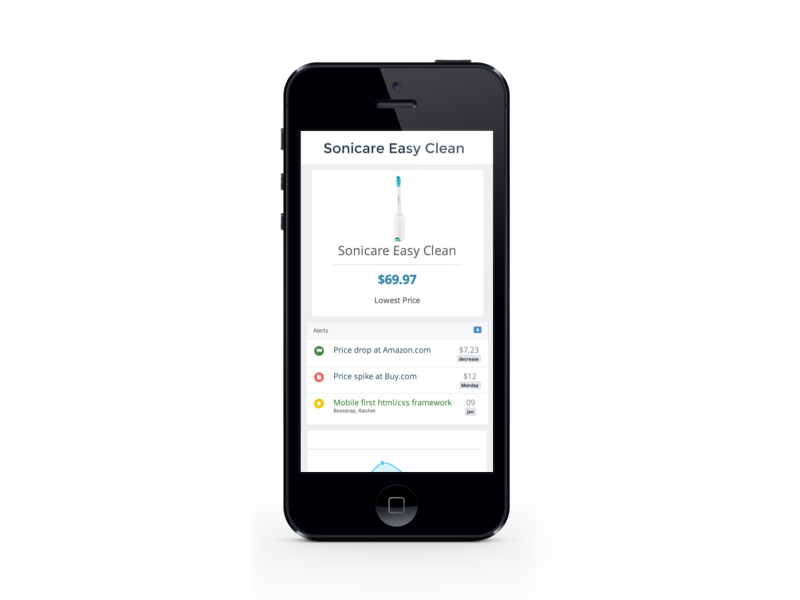 Sonicare Easy Clean
Sonicare Easy Clean
$69.97
Lowest Price
Alerts 4
Price drop at Amazon.com $7.23
decrease
Price spike at Buy.com $12
Monday
Mobile first html/css framework 09
Bootstrap, Ratchet Jan